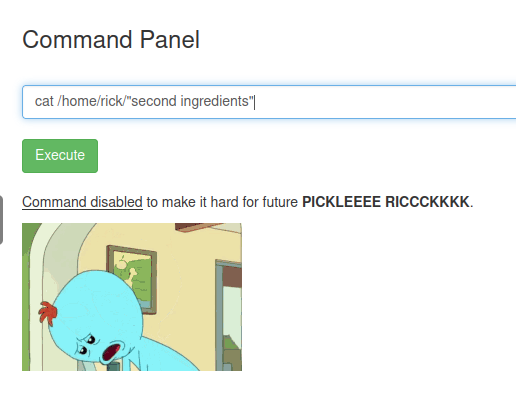 Command Panel
cat /home/rick/"second ingredients"
Execute
Command disabled to make it hard for future PICKLEEEE RICCCKKKK.